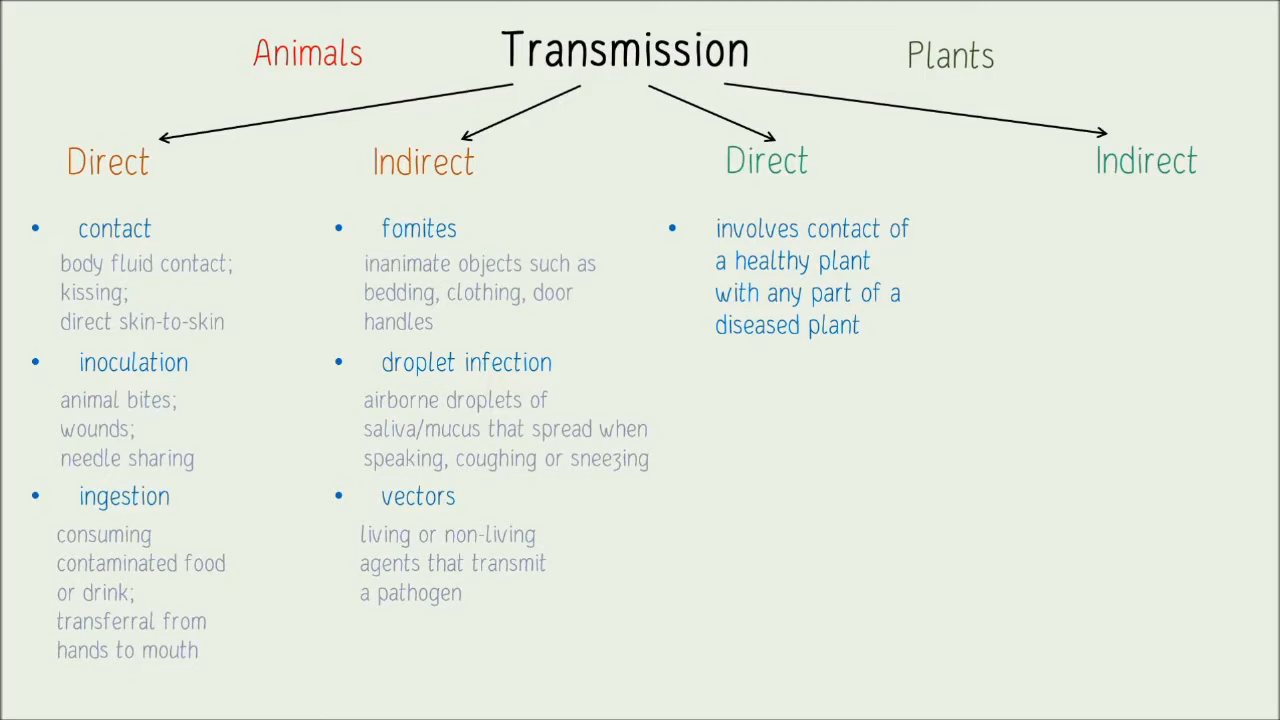 Animals
Transmission
Plants
Direct
Indirect
Direct
Indirect
• contact
body fluid contact;
kissing;
direct skin-to-skin
• inoculation
animal bites;
wounds;
needle sharing
• ingestion
consuming
contaminated food
or drink;
transferral from
hands to mouth
• fomites
inanimate objects such as
bedding, clothing, door
handles
• droplet infection
airborne droplets of
saliva/mucus that spread when
speaking, coughing or sneezing
• vectors
living or non-living
agents that transmit
a pathogen
• involves contact of
a healthy plant
with any part of a
diseased plant